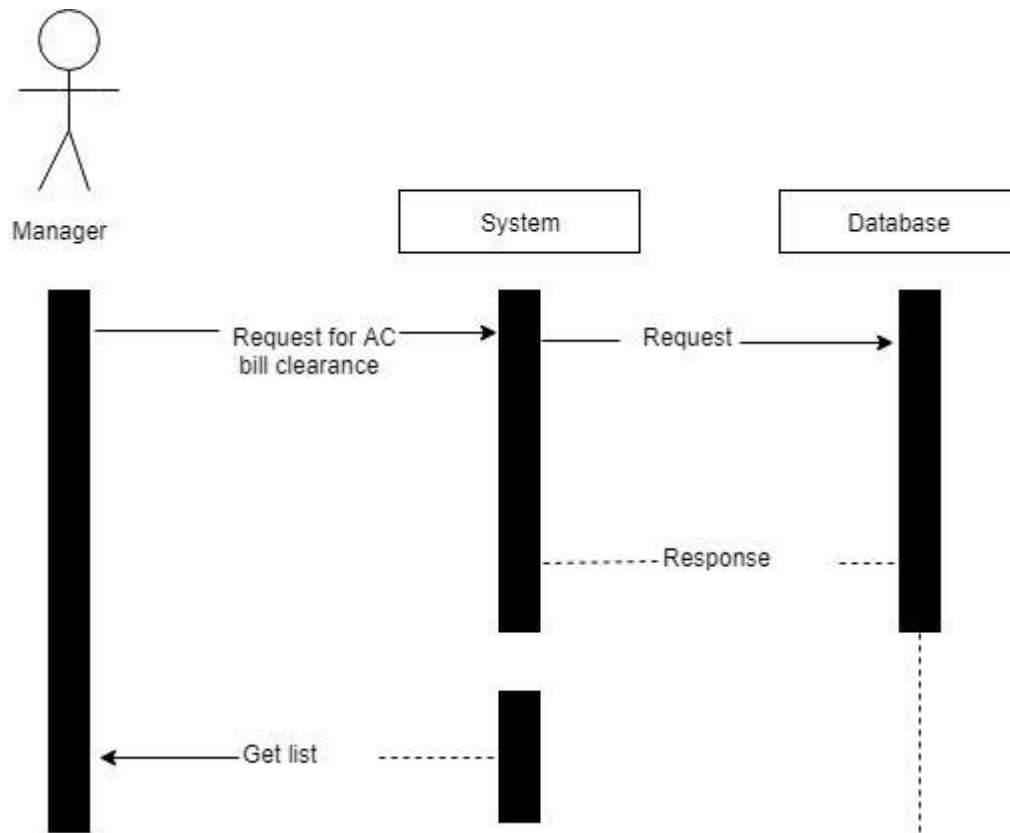 Manager
System
Database
Request for AC
bill clearance
Request
Response
Get list